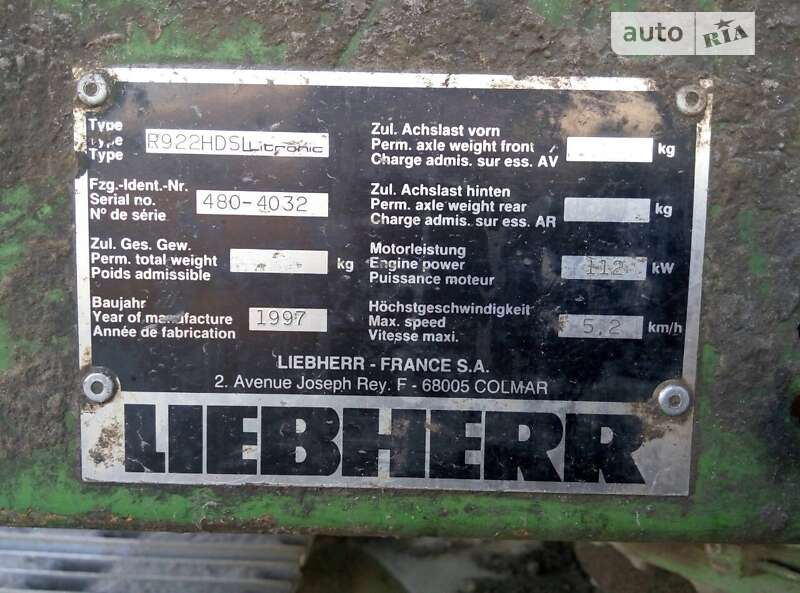 auto RIA
Type
Type
Type
R922HDSL Litronic
Fzg.-Ident.-Nr.
Serial no.
N° de série
480-4032
Zul. Ges. Gew.
Perm. total weight
Poids admissible
kg
Baujahr
Year of manufacture
Année de fabrication
1997
Zul. Achslast vorn
Perm. axle weight front
Charge admis. sur ess. AV
kg
Zul. Achslast hinten
Perm. axle weight rear
Charge admis. sur ess. AR
kg
Motorleistung
Engine power
Puissance moteur
112 kW
Höchstgeschwindigkeit
Max. speed
Vitesse maxi.
5,2 km/h
LIEBHERR - FRANCE S.A.
2. Avenue Joseph Rey. F - 68005 COLMAR
LIEBHERR